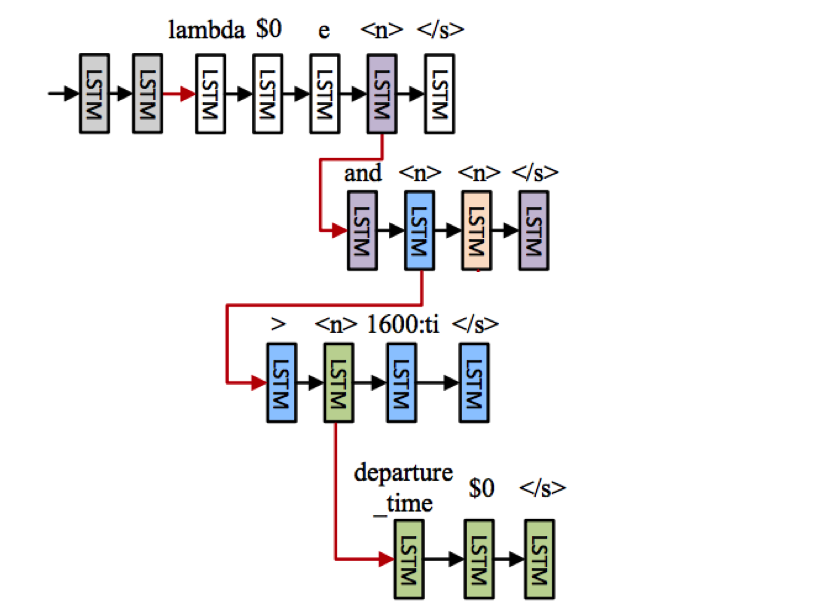 lambda $0 e <n> </s>
LSTM LSTM LSTM LSTM LSTM LSTM LSTM
and <n> <n> </s>
LSTM LSTM LSTM LSTM
> <n> 1600:ti </s>
LSTM LSTM LSTM LSTM
departure
_time $0 </s>
LSTM LSTM LSTM